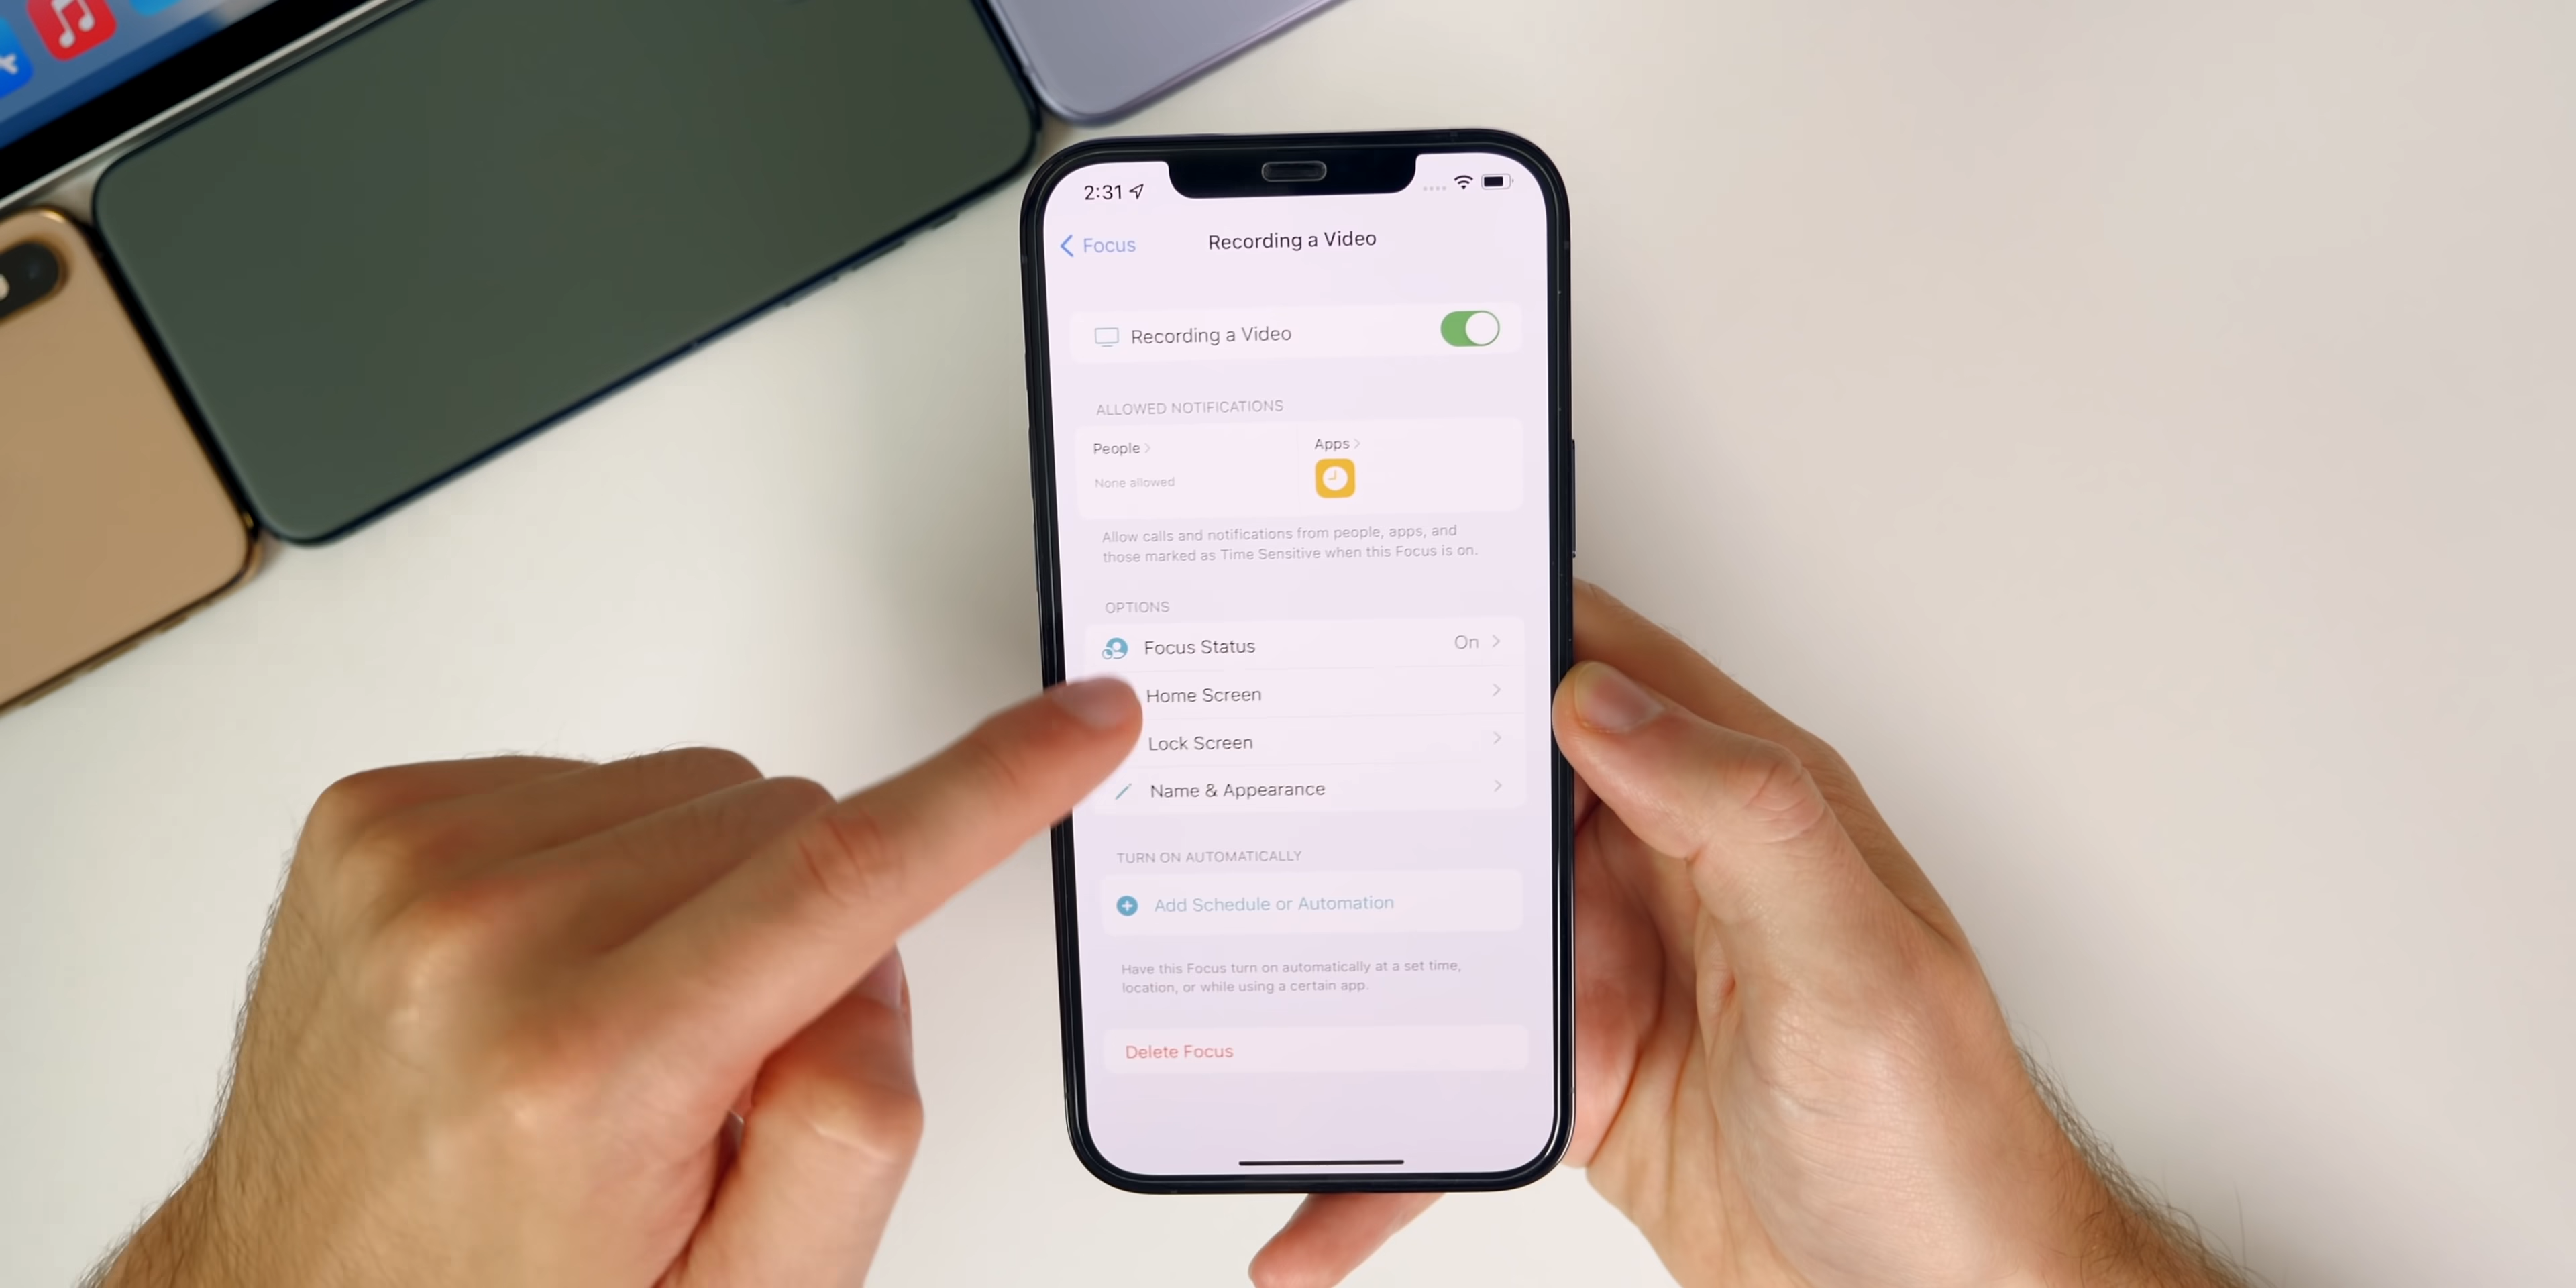 2:31
Focus
Recording a Video
Recording a Video
ALLOWED NOTIFICATIONS
People
Apps
None allowed
Allow calls and notifications from people, apps, and
those marked as Time Sensitive when this Focus is on.
OPTIONS
Focus Status
On
Home Screen
Lock Screen
Name & Appearance
TURN ON AUTOMATICALLY
Add Schedule or Automation
Have this Focus turn on automatically at a set time,
location, or while using a certain app.
Delete Focus